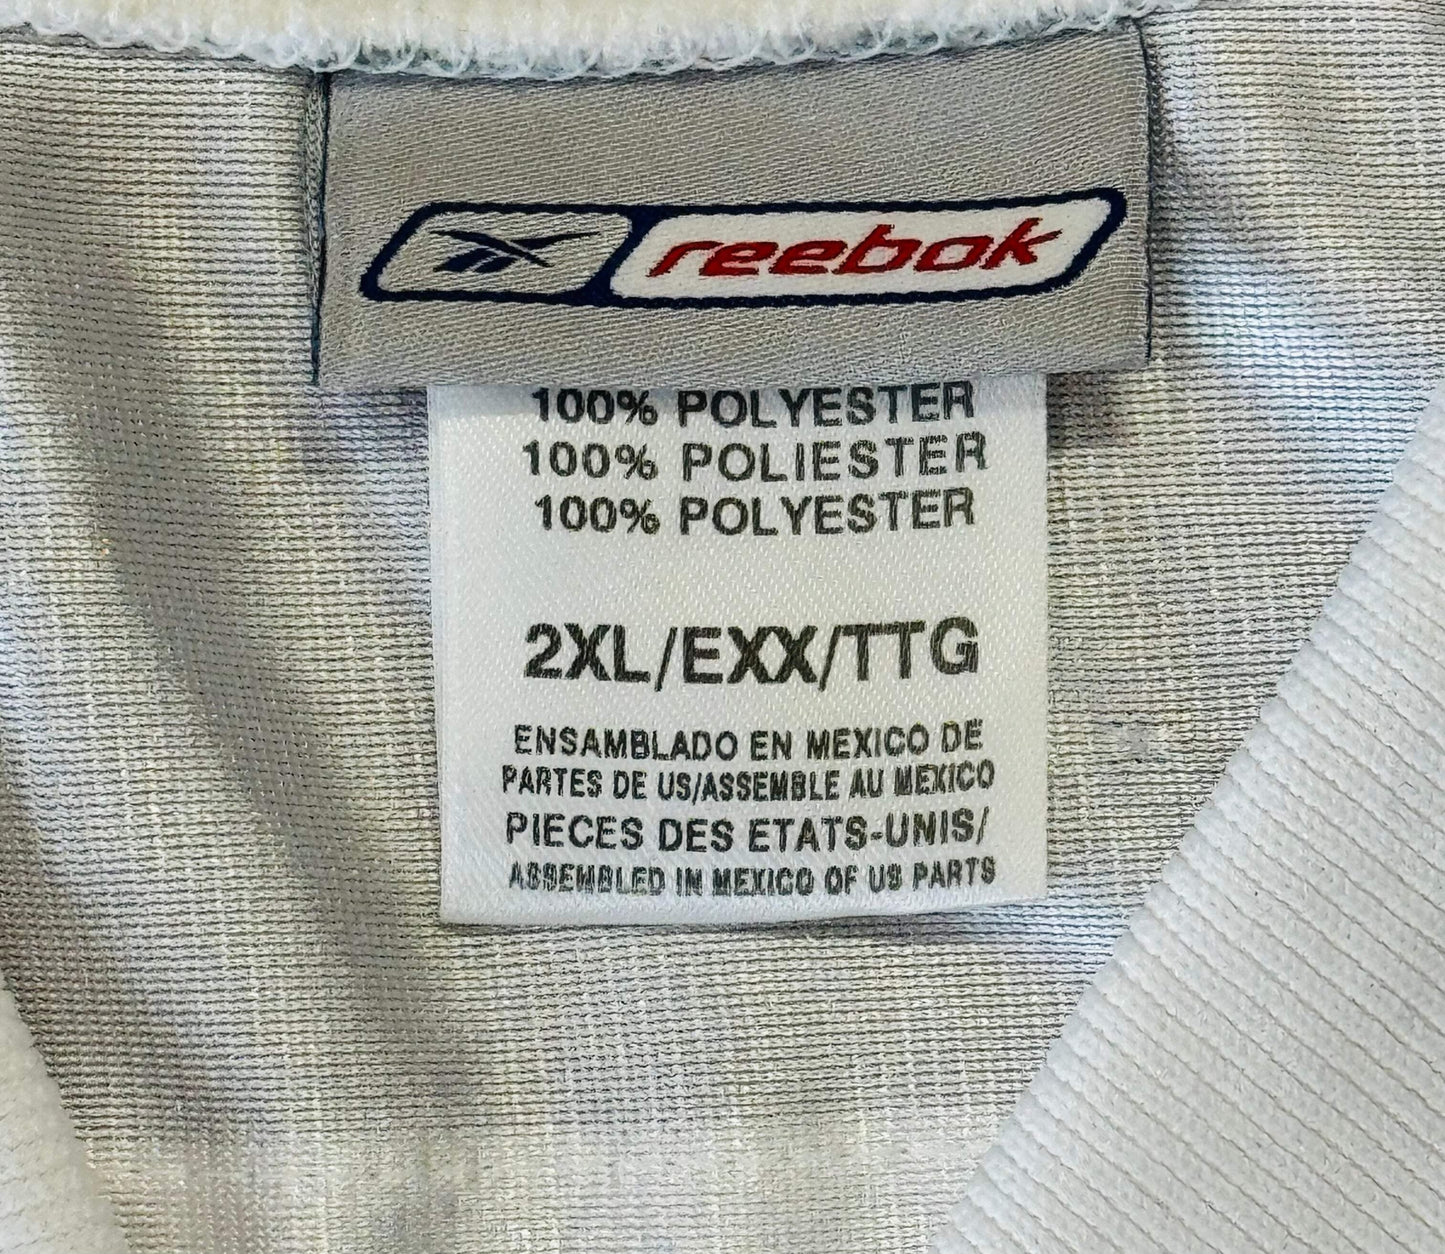 reebok
100% POLYESTER
100% POLIESTER
100% POLYESTER
2XL/EXX/TTG
ENSAMBLADO EN MEXICO DE
PARTES DE US/ASSEMBLE AU MEXICO
PIECES DES ETATS-UNIS/
ASSEMBLED IN MEXICO OF US PARTS